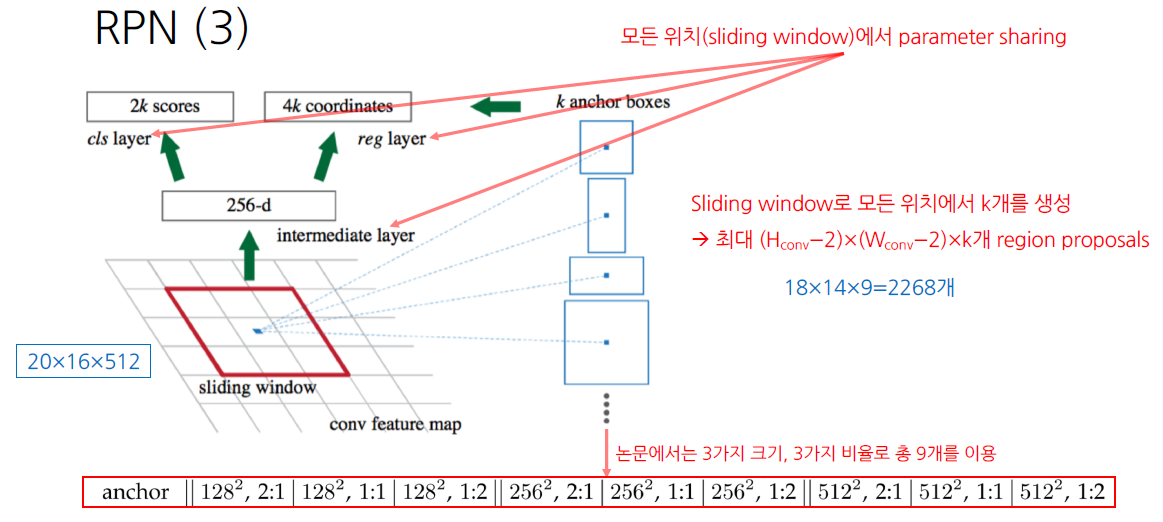 RPN (3)
모든 위치(sliding window)에서 parameter sharing
2k scores
4k coordinates
k anchor boxes
cls layer
reg layer
256-d
intermediate layer
Sliding window로 모든 위치에서 k개를 생성
→ 최대 (Hconv−2)×(Wconv−2)×k개 region proposals
18×14×9=2268개
20×16×512
sliding window
conv feature map
논문에서는 3가지 크기, 3가지 비율로 총 9개를 이용
anchor 128², 2:1 128², 1:1 128², 1:2 256², 2:1 256², 1:1 256², 1:2 512², 2:1 512², 1:1 512², 1:2